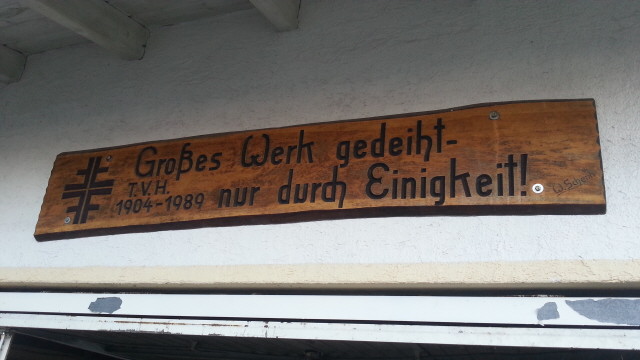 Großes Werk gedeiht-
T.V.H.
1904-1989
nur durch Einigkeit!